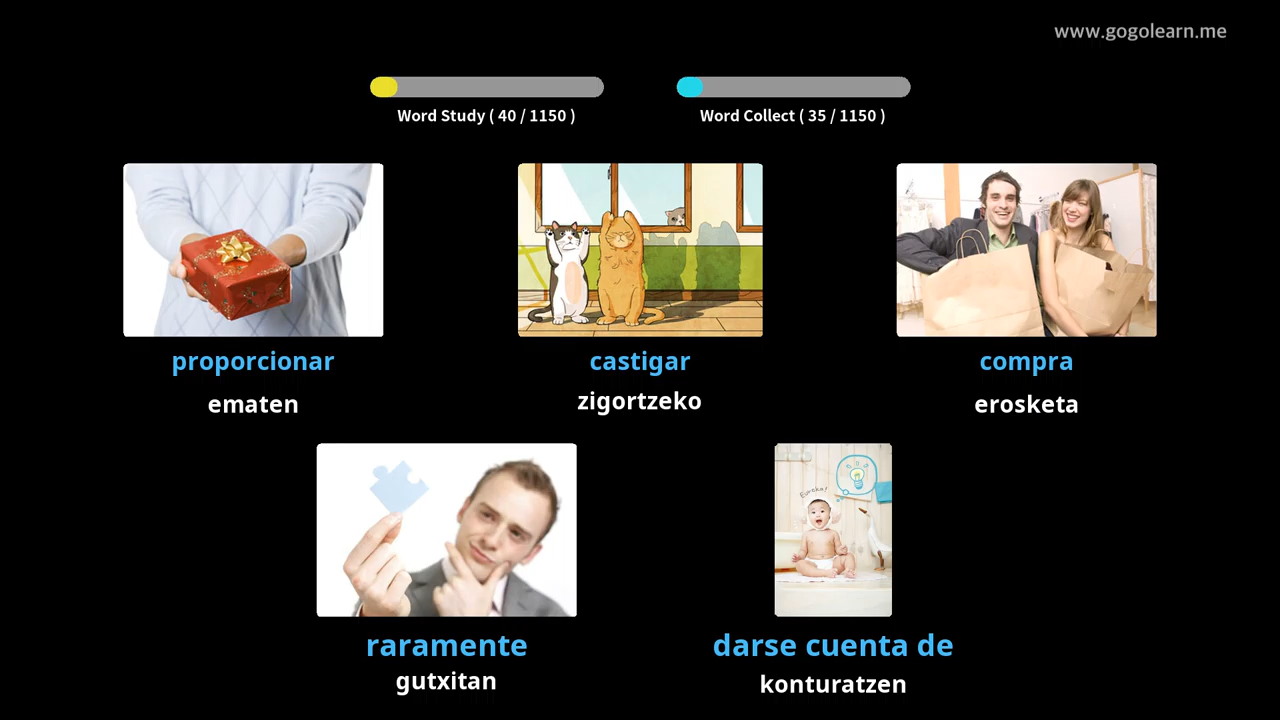 www.gogolearn.me
Word Study ( 40 / 1150 )
Word Collect ( 35 / 1150 )
proporcionar
ematen
castigar
zigortzeko
compra
erosketa
Eureka!
raramente
gutxitan
darse cuenta de
konturatzen